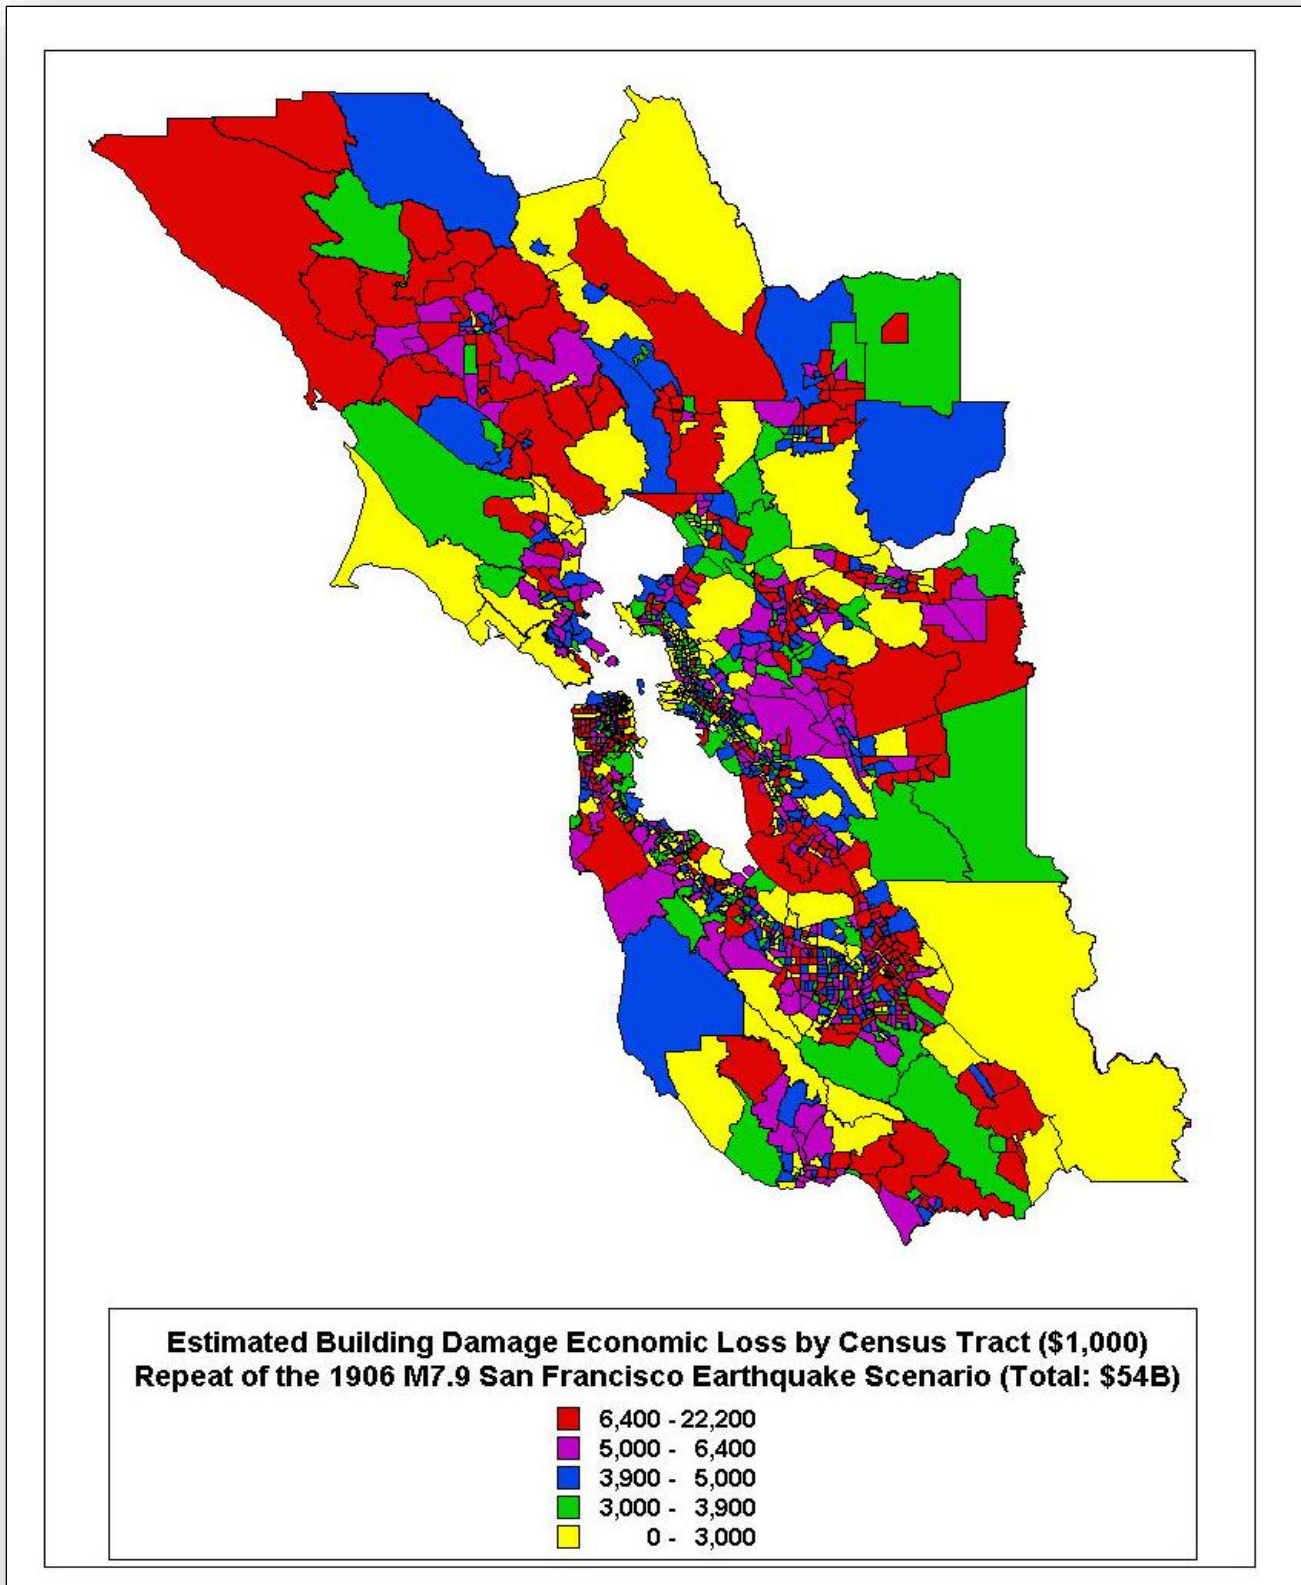 Estimated Building Damage Economic Loss by Census Tract ($1,000)
Repeat of the 1906 M7.9 San Francisco Earthquake Scenario (Total: $54B)
6,400 - 22,200
5,000 - 6,400
3,900 - 5,000
3,000 - 3,900
0 - 3,000